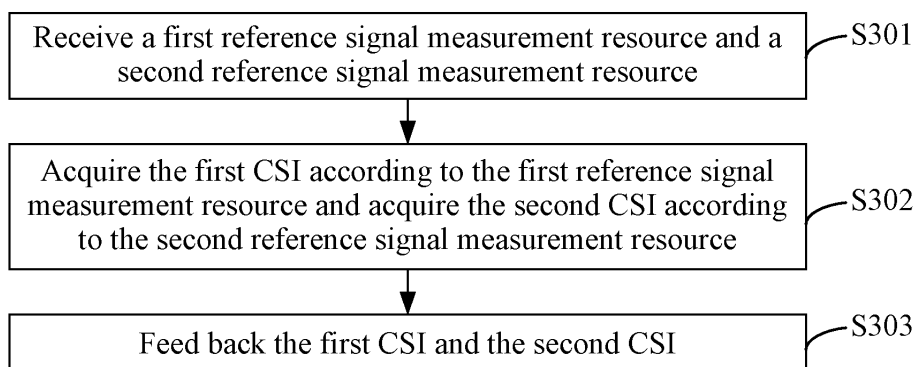 Receive a first reference signal measurement resource and a
second reference signal measurement resource
S301
Acquire the first CSI according to the first reference signal
measurement resource and acquire the second CSI according
to the second reference signal measurement resource
S302
Feed back the first CSI and the second CSI
S303